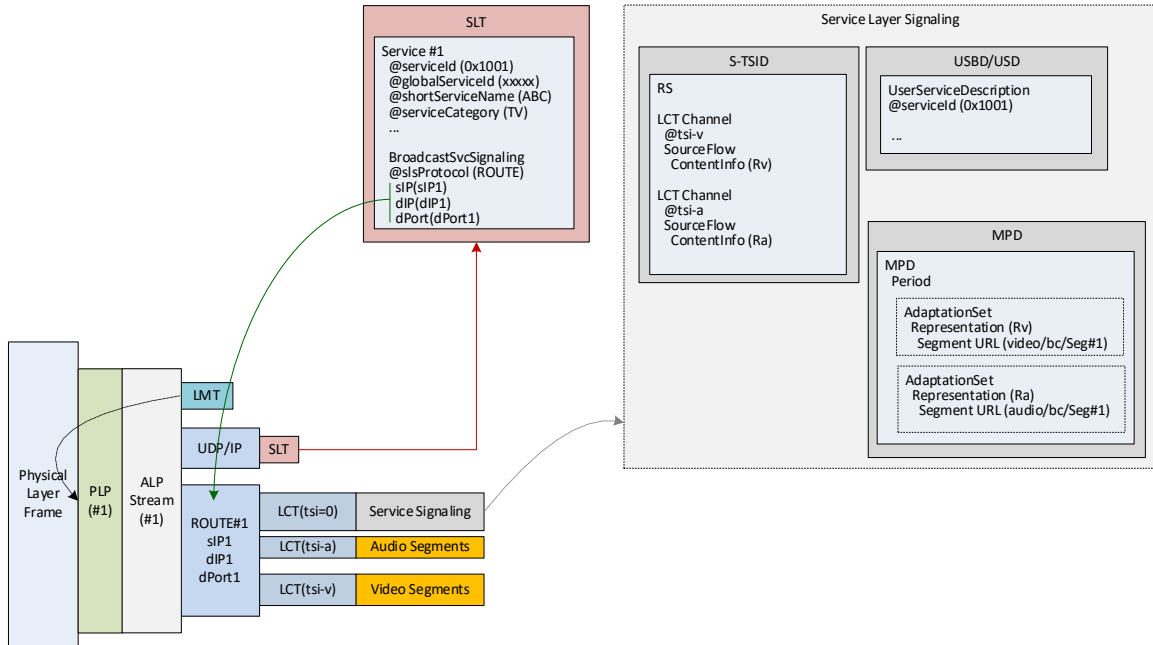 SLT
Service #1
@serviceId (0x1001)
@globalServiceId (xxxxx)
@shortServiceName (ABC)
@serviceCategory (TV)
...
BroadcastSvcSignaling
@slsProtocol (ROUTE)
sIP(sIP1)
dIP(dIP1)
dPort(dPort1)
Service Layer Signaling
S-TSID
RS
LCT Channel
@tsi-v
SourceFlow
ContentInfo (Rv)
LCT Channel
@tsi-a
SourceFlow
ContentInfo (Ra)
USBD/USD
UserServiceDescription
@serviceId (0x1001)
...
MPD
MPD
Period
AdaptationSet
Representation (Rv)
Segment URL (video/bc/Seg#1)
AdaptationSet
Representation (Ra)
Segment URL (audio/bc/Seg#1)
Physical
Layer
Frame
PLP
(#1)
ALP
Stream
(#1)
LMT
UDP/IP
SLT
ROUTE#1
sIP1
dIP1
dPort1
LCT(tsi=0)
Service Signaling
LCT(tsi-a)
Audio Segments
LCT(tsi-v)
Video Segments